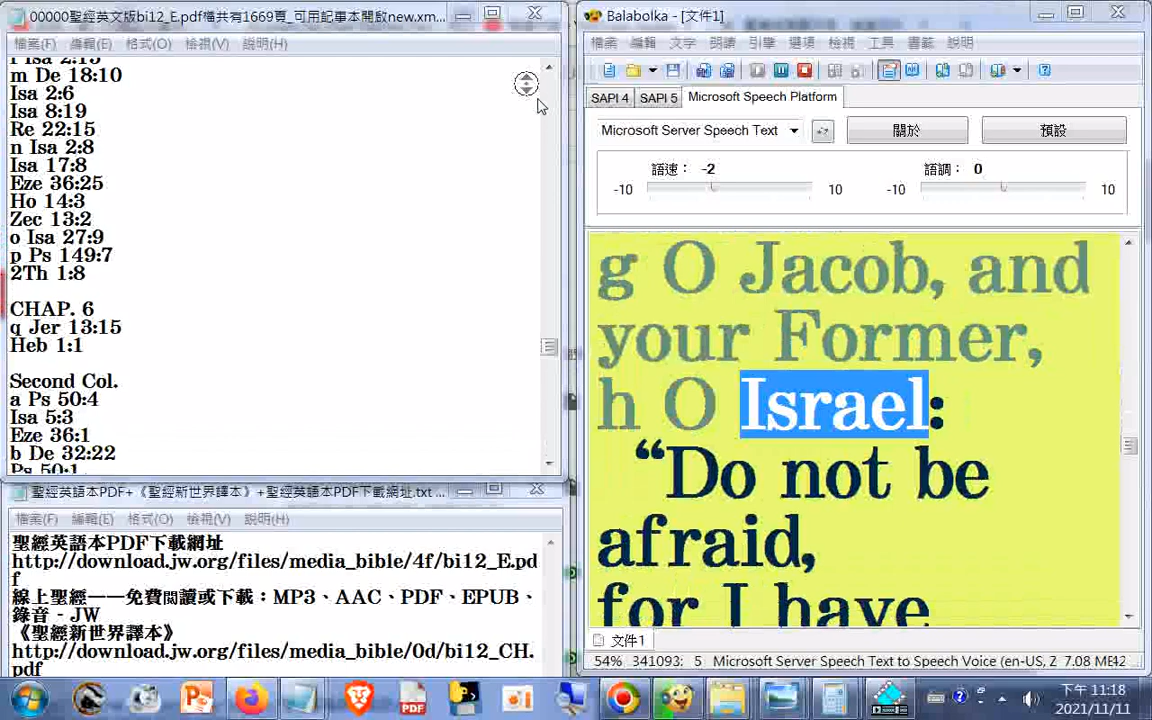 00000聖經英文版bi12_E.pdf檔共有1669頁_可用記事本開啟new.xm...
檔案(F) 編輯(E) 格式(O) 檢視(V) 說明(H)
m De 18:10
Isa 2:6
Isa 8:19
Re 22:15
n Isa 2:8
Isa 17:8
Eze 36:25
Ho 14:3
Zec 13:2
o Isa 27:9
p Ps 149:7
2Th 1:8
CHAP. 6
q Jer 13:15
Heb 1:1
Second Col.
a Ps 50:4
Isa 5:3
Eze 36:1
b De 32:22
Ps 50:1
聖經英語本PDF+《聖經新世界譯本》+聖經英語本PDF下載網址.txt ...
檔案(F) 編輯(E) 格式(O) 檢視(V) 說明(H)
聖經英語本PDF下載網址
http://download.jw.org/files/media_bible/4f/bi12_E.pd
f
線上聖經——免費閱讀或下載：MP3、AAC、PDF、EPUB、
錄音 - JW
《聖經新世界譯本》
http://download.jw.org/files/media_bible/0d/bi12_CH.
pdf
Balabolka - [文件1]
檔案 編輯 文字 朗讀 引擎 選項 檢視 工具 書籤 說明
SAPI 4 SAPI 5 Microsoft Speech Platform
Microsoft Server Speech Text 關於 預設
語速： -2 語調： 0
-10 10 -10 10
g O Jacob, and
your Former,
h O Israel:
“Do not be
afraid,
for I have
文件1
54% 341093: 5 Microsoft Server Speech Text to Speech Voice (en-US, Z 7.08 ME
下午 11:18
2021/11/11